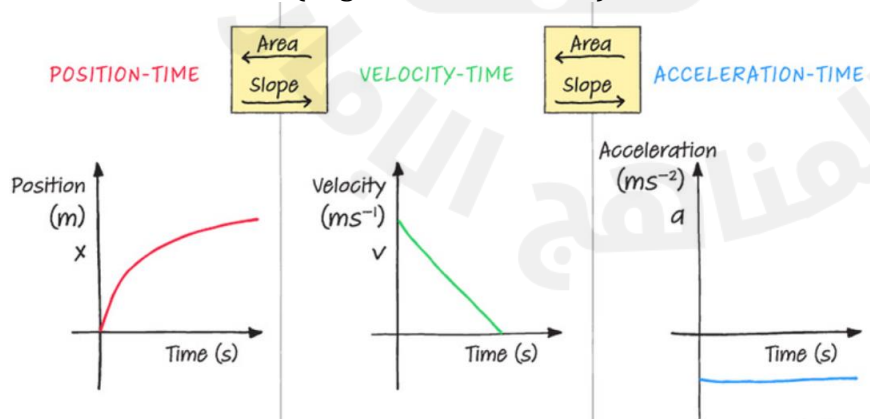 Area
Slope
Area
Slope
POSITION-TIME
VELOCITY-TIME
ACCELERATION-TIME
Position
(m)
x
Time (s)
Velocity
(ms⁻¹)
v
Time (s)
Acceleration
(ms⁻²)
a
Time (s)
المناهج